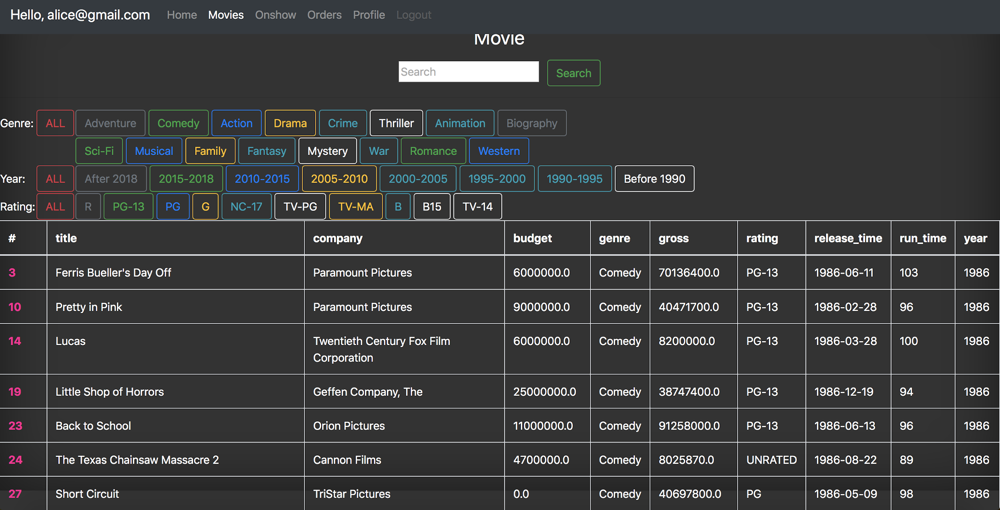 Hello, alice@gmail.com Home Movies Onshow Orders Profile Logout
Movie
Search Search
Genre: ALL Adventure Comedy Action Drama Crime Thriller Animation Biography
Sci-Fi Musical Family Fantasy Mystery War Romance Western
Year: ALL After 2018 2015-2018 2010-2015 2005-2010 2000-2005 1995-2000 1990-1995 Before 1990
Rating: ALL R PG-13 PG G NC-17 TV-PG TV-MA B B15 TV-14
# title company budget genre gross rating release_time run_time year
3 Ferris Bueller's Day Off Paramount Pictures 6000000.0 Comedy 70136400.0 PG-13 1986-06-11 103 1986
10 Pretty in Pink Paramount Pictures 9000000.0 Comedy 40471700.0 PG-13 1986-02-28 96 1986
14 Lucas Twentieth Century Fox Film 6000000.0 Comedy 8200000.0 PG-13 1986-03-28 100 1986
Corporation
19 Little Shop of Horrors Geffen Company, The 25000000.0 Comedy 38747400.0 PG-13 1986-12-19 94 1986
23 Back to School Orion Pictures 11000000.0 Comedy 91258000.0 PG-13 1986-06-13 96 1986
24 The Texas Chainsaw Massacre 2 Cannon Films 4700000.0 Comedy 8025870.0 UNRATED 1986-08-22 89 1986
27 Short Circuit TriStar Pictures 0.0 Comedy 40697800.0 PG 1986-05-09 98 1986